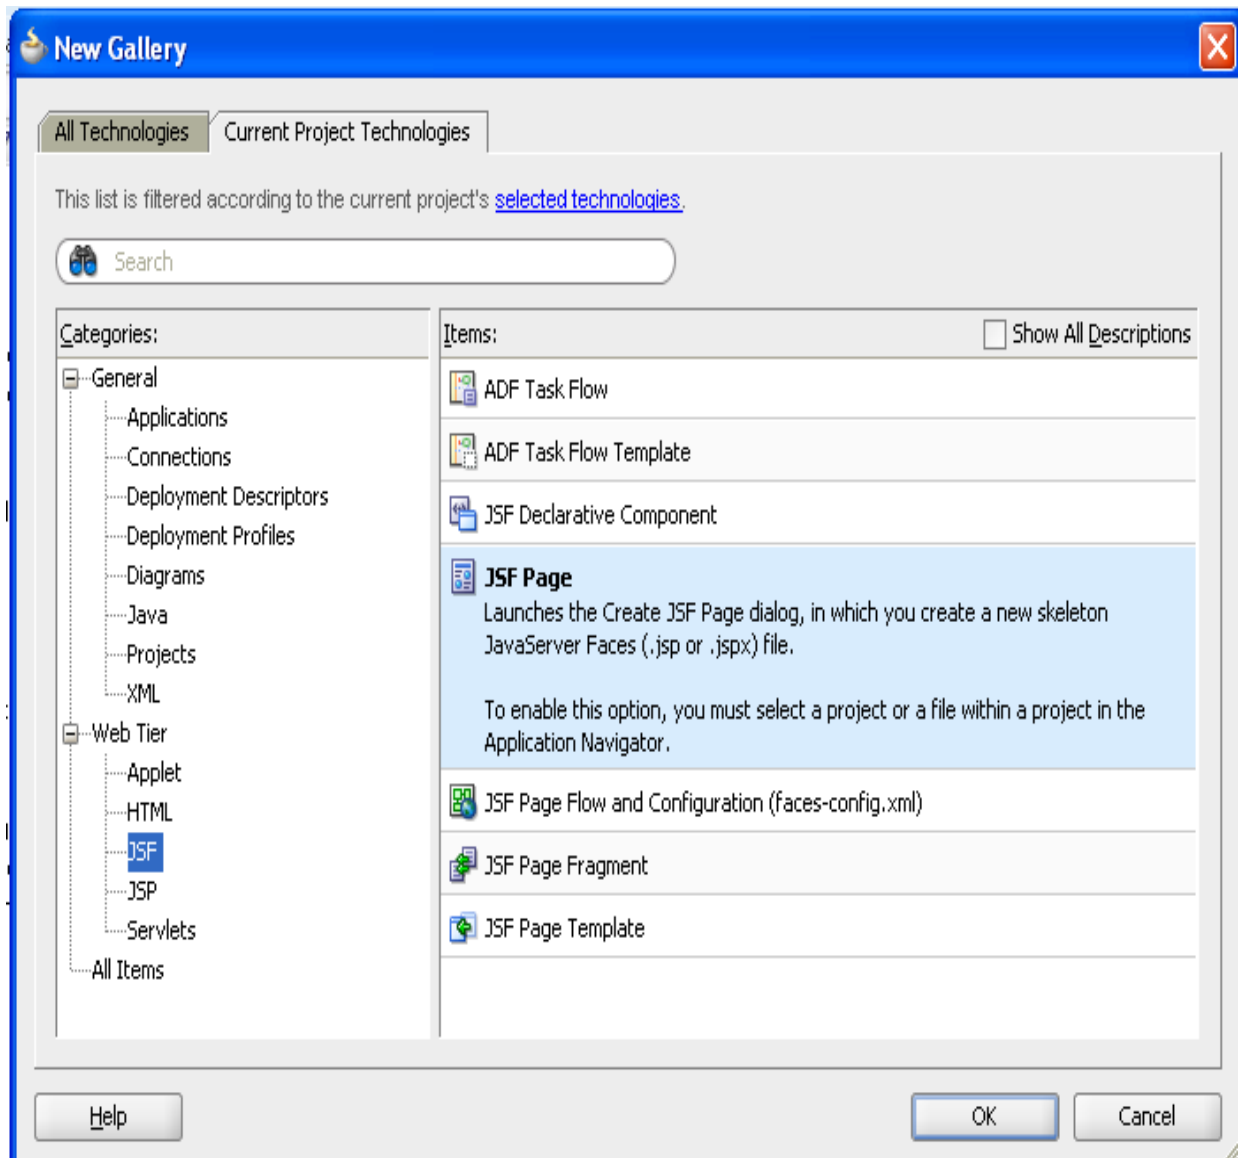 New Gallery
All Technologies
Current Project Technologies
This list is filtered according to the current project's selected technologies.
Search
Categories:
General
Applications
Connections
Deployment Descriptors
Deployment Profiles
Diagrams
Java
Projects
XML
Web Tier
Applet
HTML
JSF
JSP
Servlets
All Items
Items:
Show All Descriptions
ADF Task Flow
ADF Task Flow Template
JSF Declarative Component
JSF Page
Launches the Create JSF Page dialog, in which you create a new skeleton
JavaServer Faces (.jsp or .jspx) file.
To enable this option, you must select a project or a file within a project in the
Application Navigator.
JSF Page Flow and Configuration (faces-config.xml)
JSF Page Fragment
JSF Page Template
Help
OK
Cancel